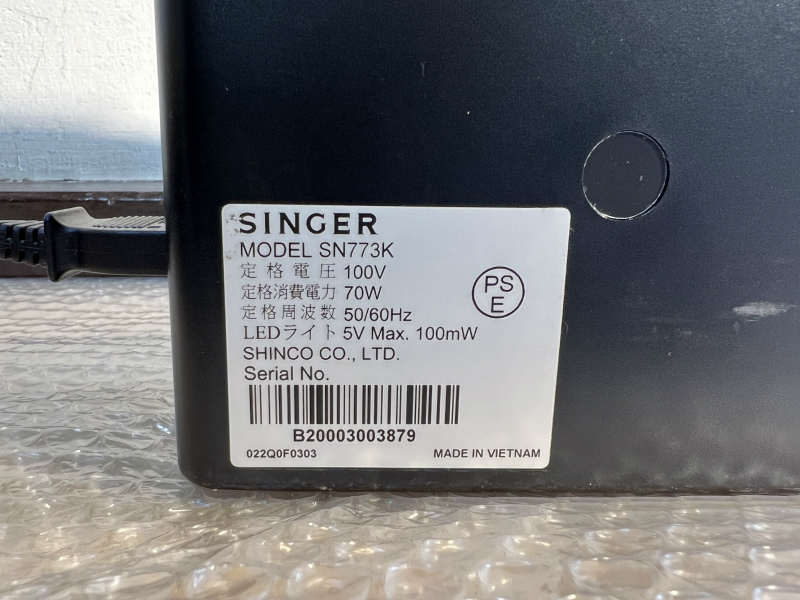 SINGER
MODEL SN773K
定格電圧 100V
定格消費電力 70W
定格周波数 50/60Hz
LEDライト 5V Max. 100mW
SHINCO CO., LTD.
Serial No.
B20003003879
022Q0F0303 MADE IN VIETNAM
PS
E